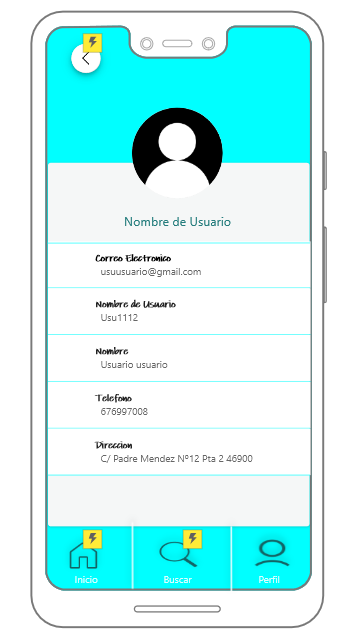 Nombre de Usuario
Correo Electronico
usuusuario@gmail.com
Nombre de Usuario
Usu1112
Nombre
Usuario usuario
Telefono
676997008
Direccion
C/ Padre Mendez Nº12 Pta 2 46900
Inicio
Buscar
Perfil